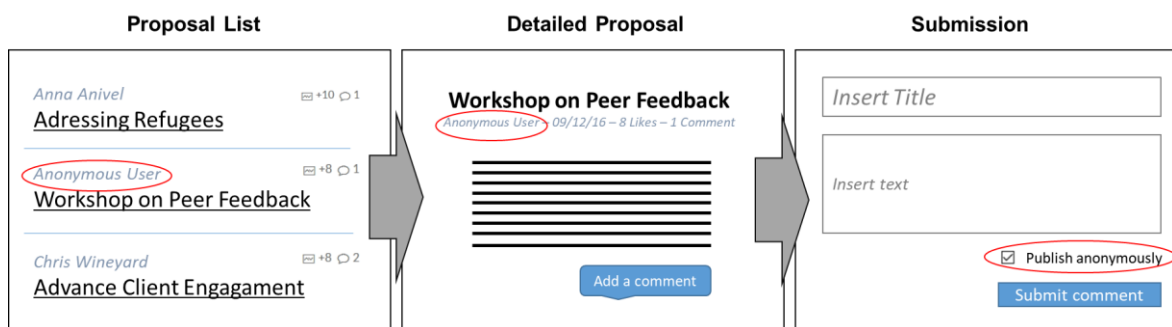 Proposal List
Anna Anivel +10 1
Adressing Refugees
Anonymous User +8 1
Workshop on Peer Feedback
Chris Wineyard +8 2
Advance Client Engagament
Detailed Proposal
Workshop on Peer Feedback
Anonymous User – 09/12/16 – 8 Likes – 1 Comment
Add a comment
Submission
Insert Title
Insert text
Publish anonymously
Submit comment